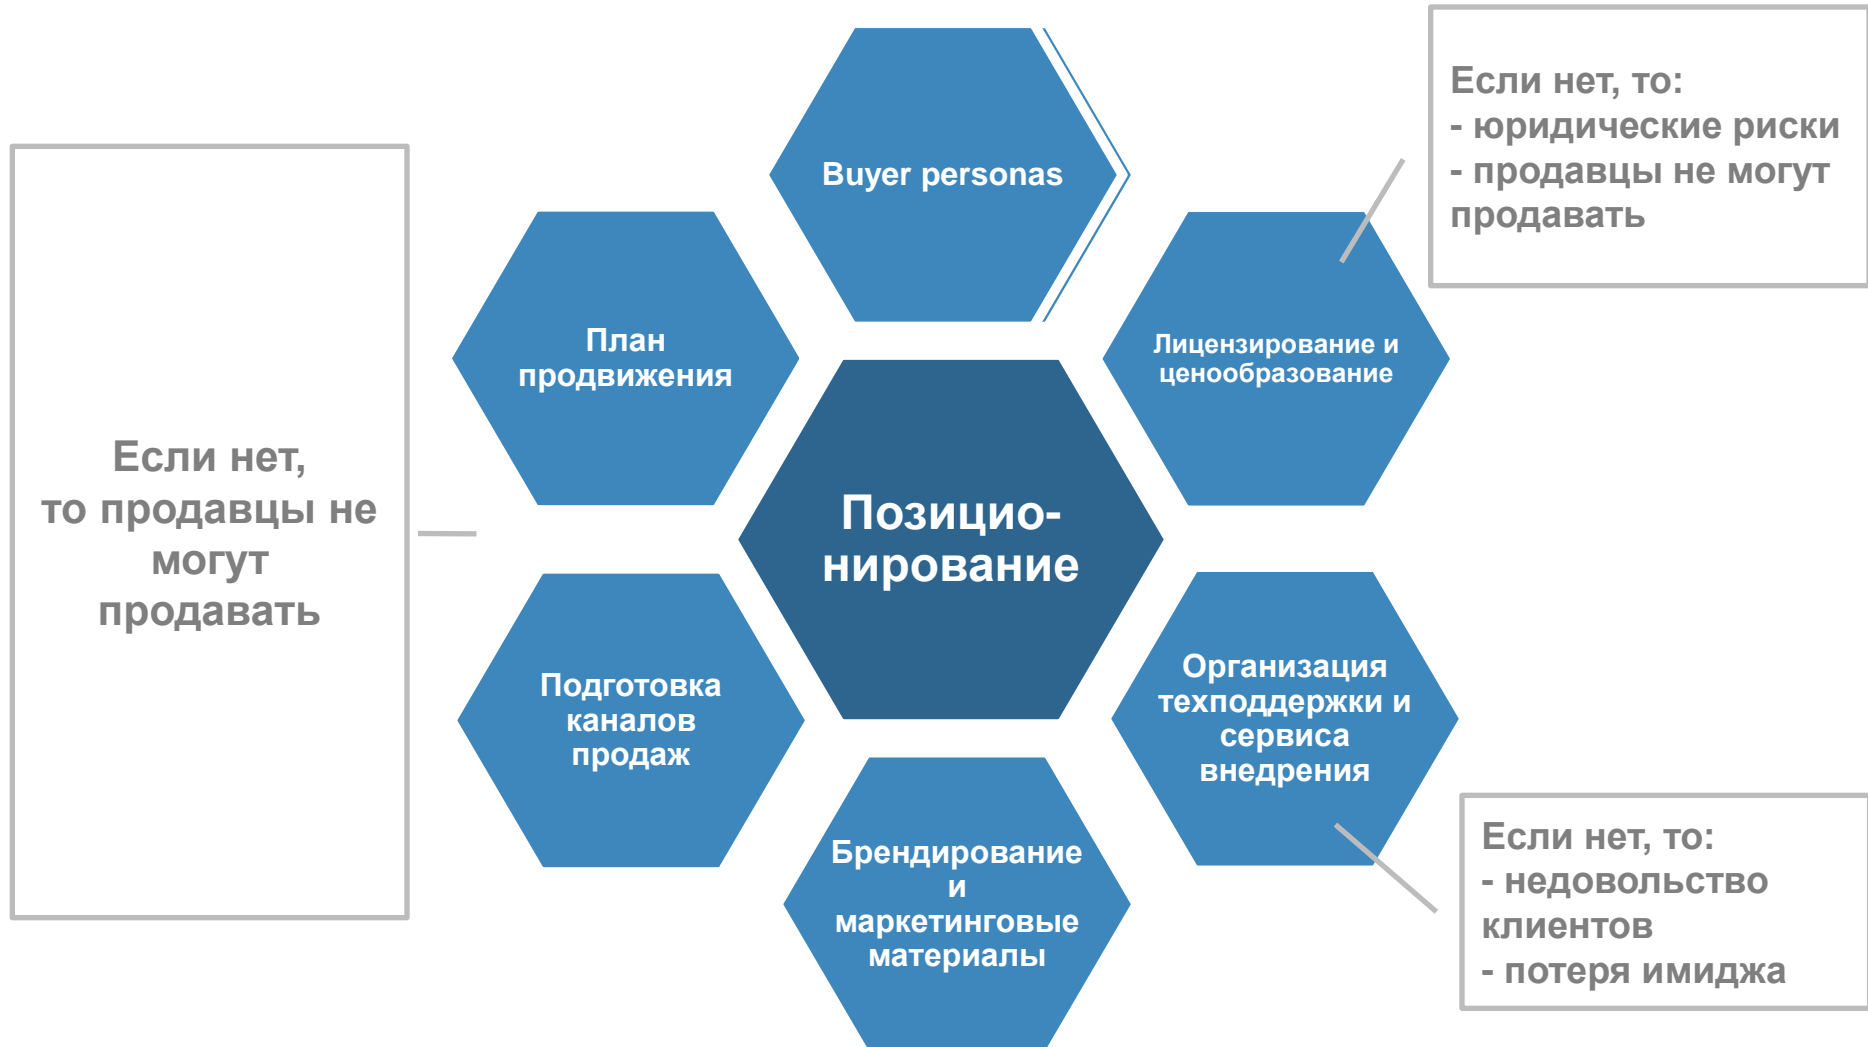 Buyer personas
Если нет, то:
- юридические риски
- продавцы не могут
продавать
План
продвижения
Лицензирование и
ценообразование
Если нет,
то продавцы не
могут
продавать
Позицио-
нирование
Подготовка
каналов
продаж
Организация
техподдержки и
сервиса
внедрения
Брендирование
и
маркетинговые
материалы
Если нет, то:
- недовольство
клиентов
- потеря имиджа